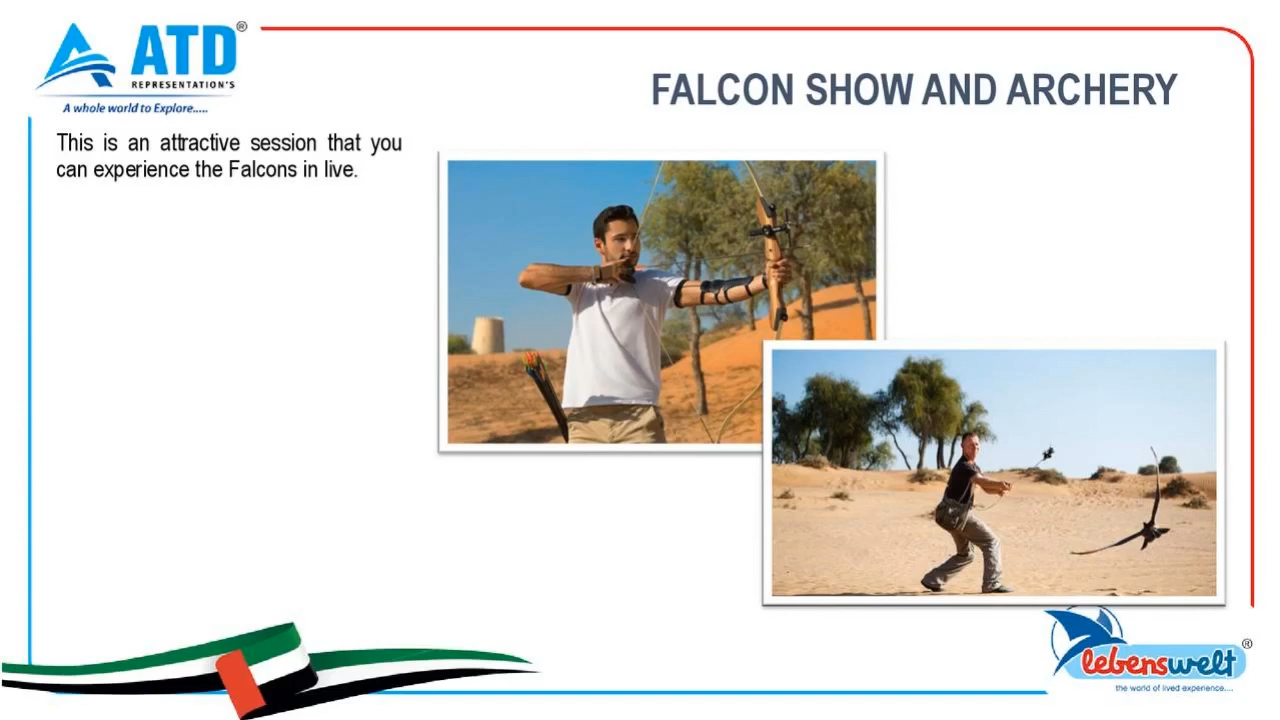 ATD®
REPRESENTATION'S
A whole world to Explore.....
FALCON SHOW AND ARCHERY
This is an attractive session that you
can experience the Falcons in live.
lebenswelt®
the world of lived experience....